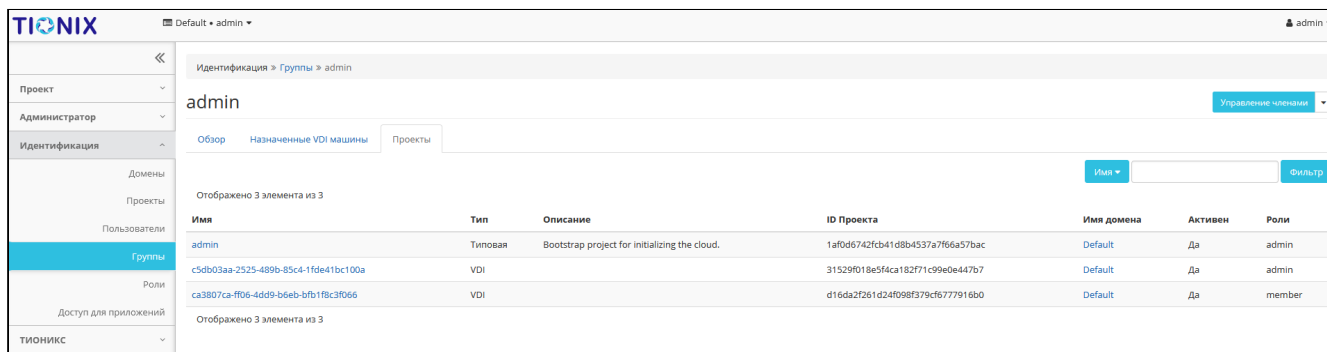 TIONIX
Default • admin
admin
Идентификация » Группы » admin
Проект
Администратор
Идентификация
Домены
Проекты
Пользователи
Группы
Роли
Доступ для приложений
ТИОНИКС
admin
Управление членами
Обзор Назначенные VDI машины Проекты
Имя Фильтр
Отображено 3 элемента из 3
Имя Тип Описание ID Проекта Имя домена Активен Роли
admin Типовая Bootstrap project for initializing the cloud. 1af0d6742fcb41d8b4537a7f66a57bac Default Да admin
c5db03aa-2525-489b-85c4-1fde41bc100a VDI 31529f018e5f4ca182f71c99e0e447b7 Default Да admin
ca3807ca-ff06-4dd9-b6eb-bfb1f8c3f066 VDI d16da2f261d24f098f379cf6777916b0 Default Да member
Отображено 3 элемента из 3